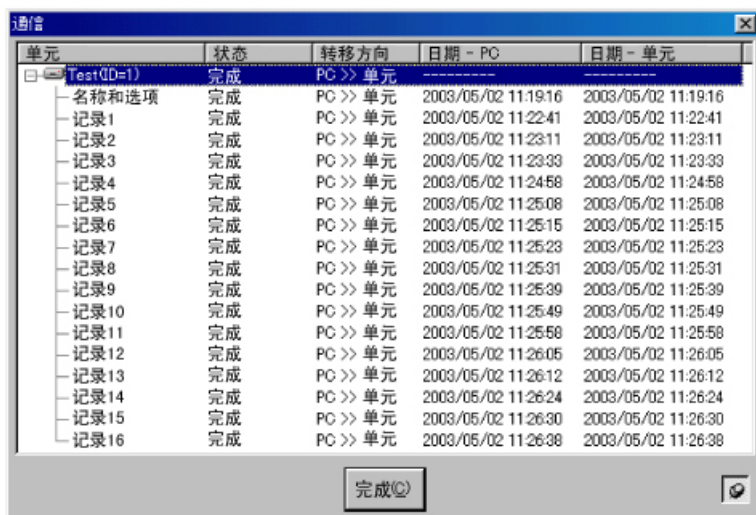 通信
单元 状态 转移方向 日期 - PC 日期 - 单元
Test(ID=1) 完成 PC >> 单元 --------- ---------
名称和选项 完成 PC >> 单元 2003/05/02 11:19:16 2003/05/02 11:19:16
记录1 完成 PC >> 单元 2003/05/02 11:22:41 2003/05/02 11:22:41
记录2 完成 PC >> 单元 2003/05/02 11:23:11 2003/05/02 11:23:11
记录3 完成 PC >> 单元 2003/05/02 11:23:33 2003/05/02 11:23:33
记录4 完成 PC >> 单元 2003/05/02 11:24:58 2003/05/02 11:24:58
记录5 完成 PC >> 单元 2003/05/02 11:25:08 2003/05/02 11:25:08
记录6 完成 PC >> 单元 2003/05/02 11:25:15 2003/05/02 11:25:15
记录7 完成 PC >> 单元 2003/05/02 11:25:23 2003/05/02 11:25:23
记录8 完成 PC >> 单元 2003/05/02 11:25:31 2003/05/02 11:25:31
记录9 完成 PC >> 单元 2003/05/02 11:25:39 2003/05/02 11:25:39
记录10 完成 PC >> 单元 2003/05/02 11:25:49 2003/05/02 11:25:49
记录11 完成 PC >> 单元 2003/05/02 11:25:58 2003/05/02 11:25:58
记录12 完成 PC >> 单元 2003/05/02 11:26:05 2003/05/02 11:26:05
记录13 完成 PC >> 单元 2003/05/02 11:26:12 2003/05/02 11:26:12
记录14 完成 PC >> 单元 2003/05/02 11:26:24 2003/05/02 11:26:24
记录15 完成 PC >> 单元 2003/05/02 11:26:30 2003/05/02 11:26:30
记录16 完成 PC >> 单元 2003/05/02 11:26:38 2003/05/02 11:26:38
完成(C)